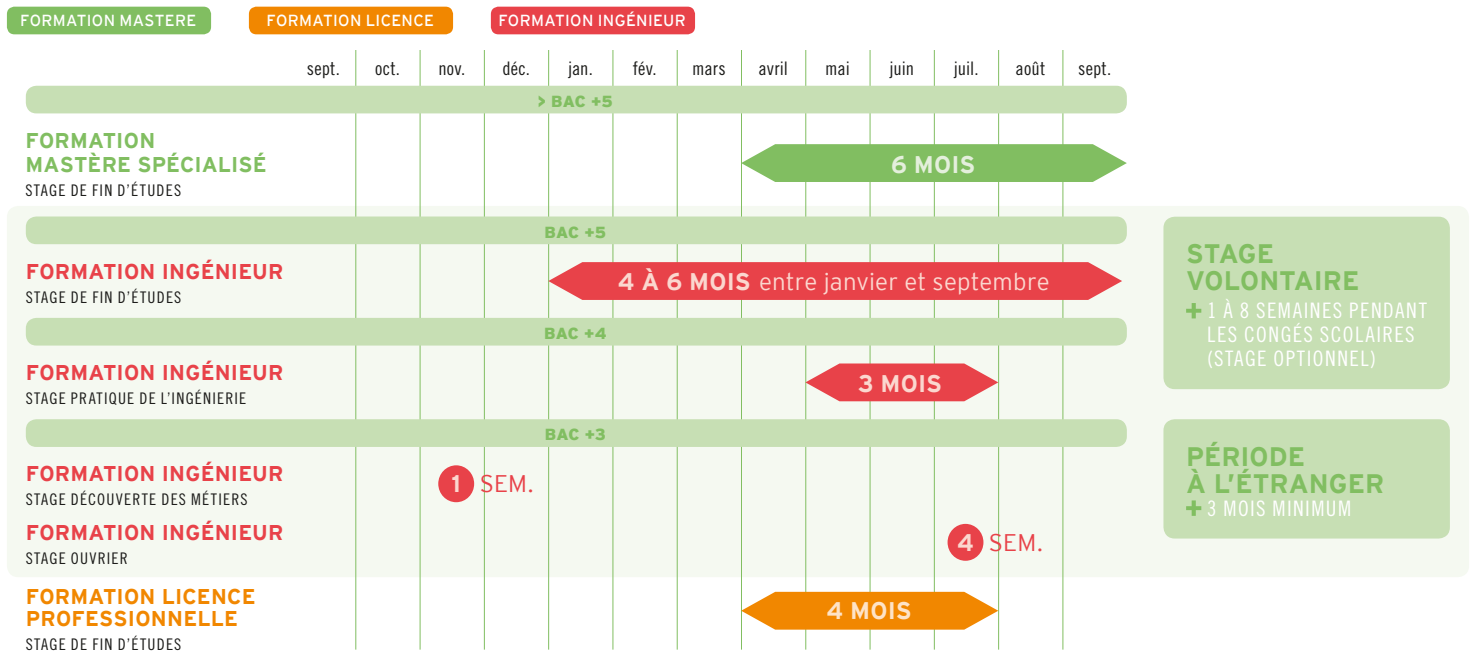 FORMATION MASTERE
FORMATION LICENCE
FORMATION INGÉNIEUR
sept. oct. nov. déc. jan. fév. mars avril mai juin juil. août sept.
> BAC +5
FORMATION
MASTÈRE SPÉCIALISÉ
STAGE DE FIN D'ÉTUDES
6 MOIS
BAC +5
FORMATION INGÉNIEUR
STAGE DE FIN D'ÉTUDES
4 À 6 MOIS entre janvier et septembre
BAC +4
FORMATION INGÉNIEUR
STAGE PRATIQUE DE L'INGÉNIERIE
3 MOIS
BAC +3
FORMATION INGÉNIEUR
STAGE DÉCOUVERTE DES MÉTIERS
1 SEM.
FORMATION INGÉNIEUR
STAGE OUVRIER
4 SEM.
FORMATION LICENCE
PROFESSIONNELLE
STAGE DE FIN D'ÉTUDES
4 MOIS
STAGE
VOLONTAIRE
+ 1 À 8 SEMAINES PENDANT
LES CONGÉS SCOLAIRES
(STAGE OPTIONNEL)
PÉRIODE
À L'ÉTRANGER
+ 3 MOIS MINIMUM